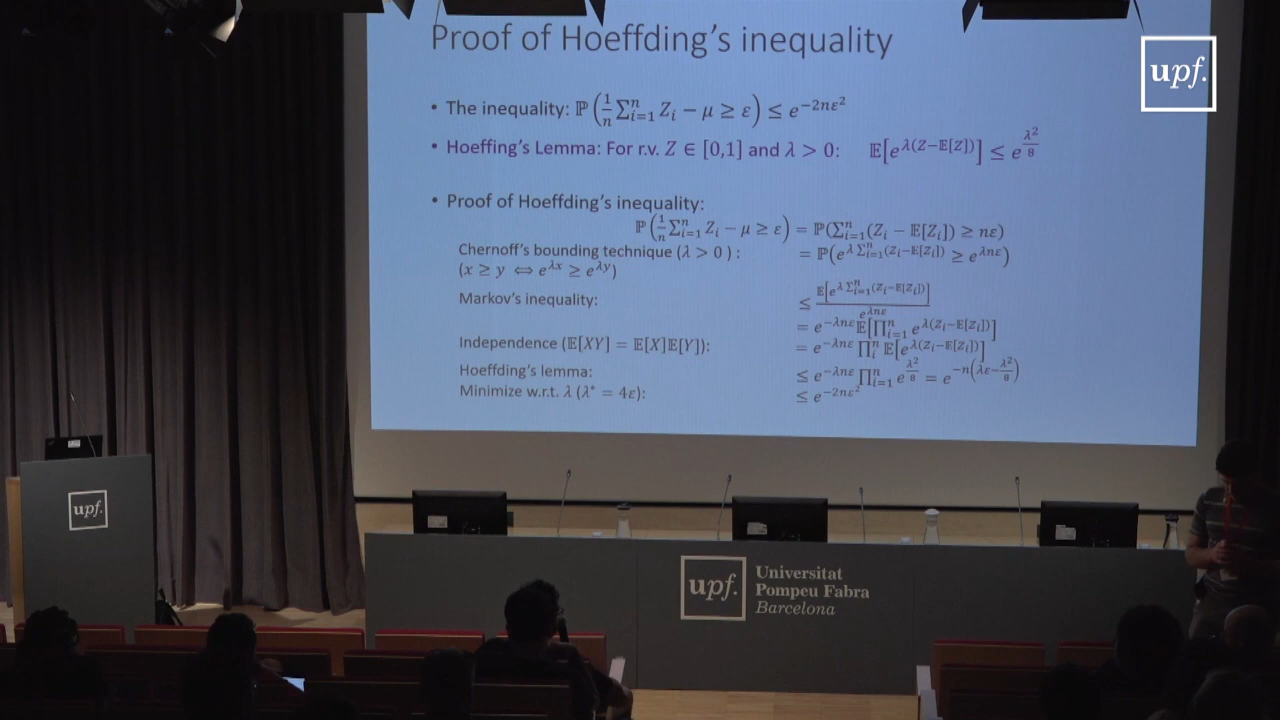 Proof of Hoeffding's inequality
upf.
• The inequality: ℙ(1/n ∑ᵢ₌₁ⁿ Zᵢ − μ ≥ ε) ≤ e^{−2nε²}
• Hoeffing's Lemma: For r.v. Z ∈ [0,1] and λ > 0: 𝔼[e^{λ(Z−𝔼[Z])}] ≤ e^{λ²/8}
• Proof of Hoeffding's inequality:
ℙ(1/n ∑ᵢ₌₁ⁿ Zᵢ − μ ≥ ε) = ℙ(∑ᵢ₌₁ⁿ(Zᵢ − 𝔼[Zᵢ]) ≥ nε)
Chernoff's bounding technique (λ > 0 ) : = ℙ(e^{λ ∑ᵢ₌₁ⁿ(Zᵢ−𝔼[Zᵢ])} ≥ e^{λnε})
(x ≥ y ⟺ e^{λx} ≥ e^{λy})
Markov's inequality: ≤ 𝔼[e^{λ ∑ᵢ₌₁ⁿ(Zᵢ−𝔼[Zᵢ])}] / e^{λnε}
= e^{−λnε}𝔼[∏ᵢ₌₁ⁿ e^{λ(Zᵢ−𝔼[Zᵢ])}]
Independence (𝔼[XY] = 𝔼[X]𝔼[Y]): = e^{−λnε} ∏ᵢⁿ 𝔼[e^{λ(Zᵢ−𝔼[Zᵢ])}]
Hoeffding's lemma: ≤ e^{−λnε} ∏ᵢ₌₁ⁿ e^{λ²/8} = e^{−n(λε−λ²/8)}
Minimize w.r.t. λ (λ* = 4ε): ≤ e^{−2nε²}
upf.
upf.
Universitat
Pompeu Fabra
Barcelona